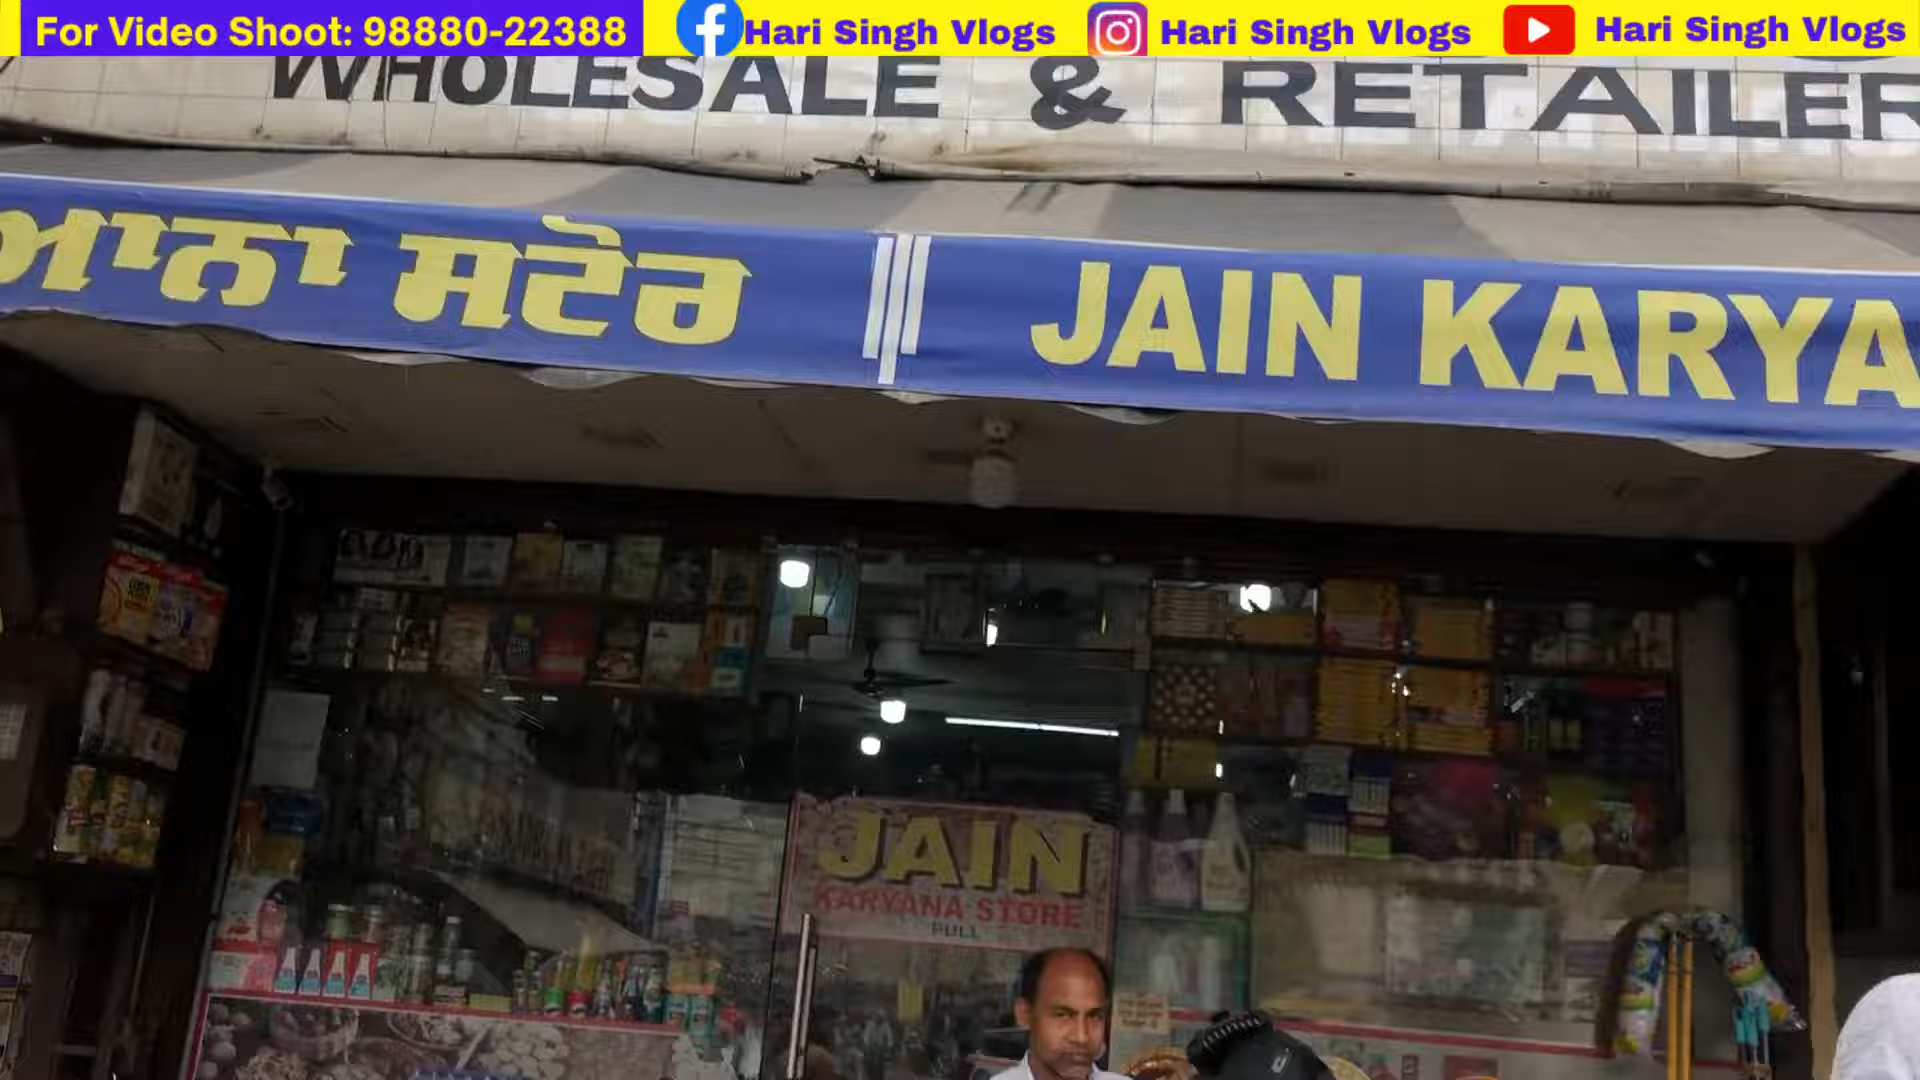 For Video Shoot: 98880-22388
Hari Singh Vlogs
Hari Singh Vlogs
Hari Singh Vlogs
WHOLESALE & RETAILER
ਆਨਾ ਸਟੋਰ
JAIN KARYA
JAIN
KARYANA STORE
PULL